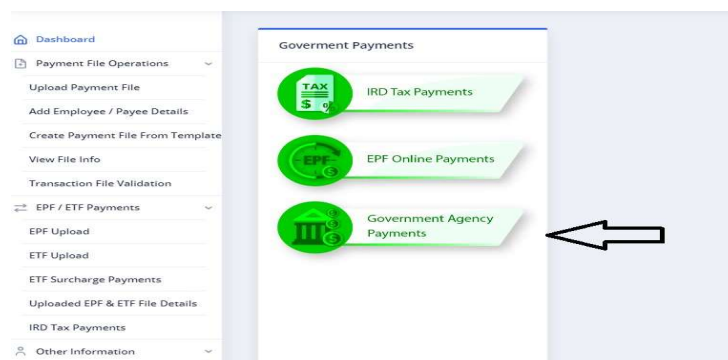 Dashboard
Payment File Operations
Upload Payment File
Add Employee / Payee Details
Create Payment File From Template
View File Info
Transaction File Validation
EPF / ETF Payments
EPF Upload
ETF Upload
ETF Surcharge Payments
Uploaded EPF & ETF File Details
IRD Tax Payments
Other Information
Goverment Payments
TAX
$ %
IRD Tax Payments
EPF
$
EPF Online Payments
$
$
$
Government Agency
Payments